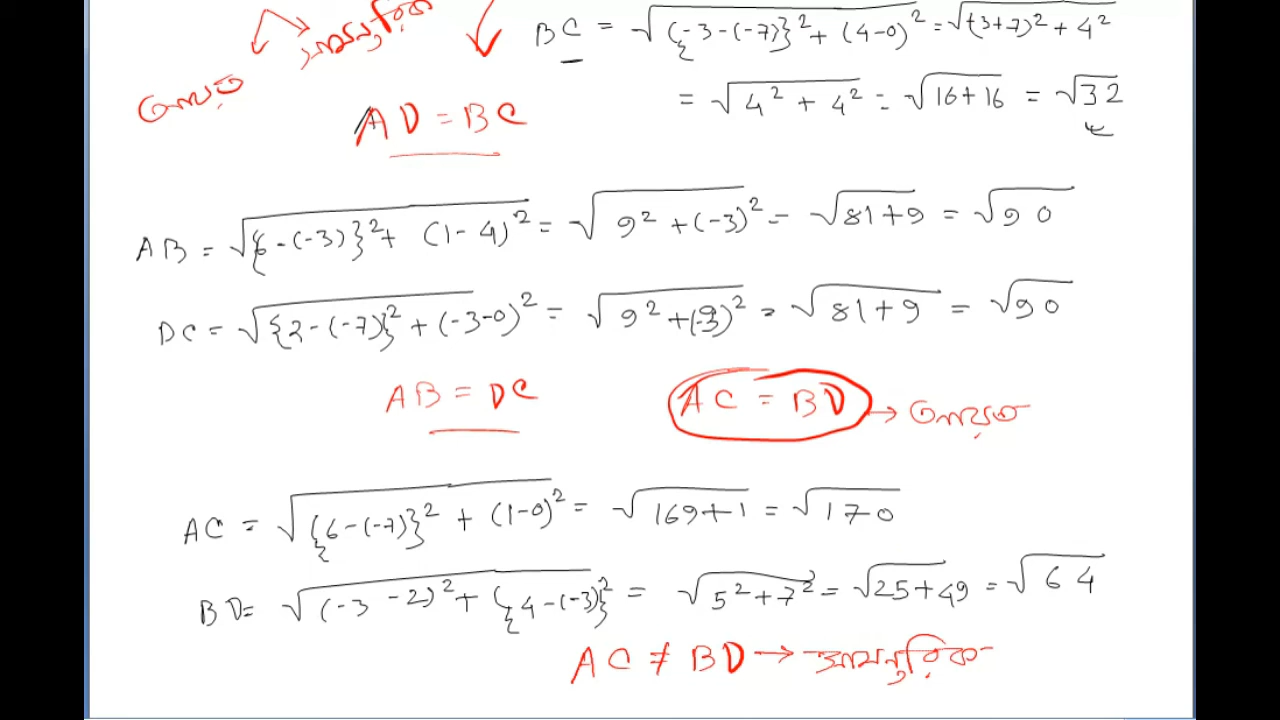 BC = √{-3-(-7)}² + (4-0)² = √(-3+7)² + 4²
সামান্তরিক
আয়ত
= √4² + 4² = √16+16 = √32
AD = BC
AB = √{6-(-3)}² + (1-4)² = √9² + (-3)² = √81+9 = √90
DC = √{2-(-7)}² + (-3-0)² = √9² + (-3)² = √81+9 = √90
AB = DC
AC = BD → আয়ত
AC = √{6-(-7)}² + (1-0)² = √169+1 = √170
BD = √(-3-2)² + {4-(-3)}² = √5²+7² = √25+49 = √64
AC ≠ BD → সামান্তরিক